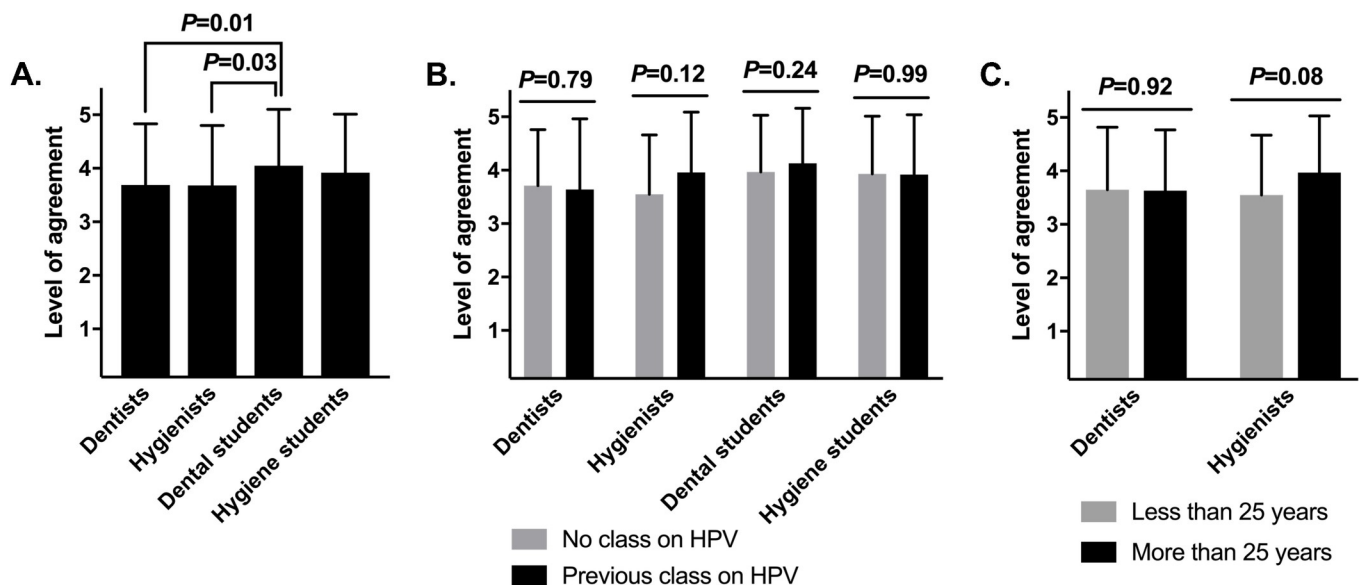 A.
P=0.01
P=0.03
Level of agreement
5
4
3
2
1
Dentists
Hygienists
Dental students
Hygiene students
B.
P=0.79
P=0.12
P=0.24
P=0.99
Level of agreement
5
4
3
2
1
Dentists
Hygienists
Dental students
Hygiene students
No class on HPV
Previous class on HPV
C.
P=0.92
P=0.08
Level of agreement
5
4
3
2
1
Dentists
Hygienists
Less than 25 years
More than 25 years